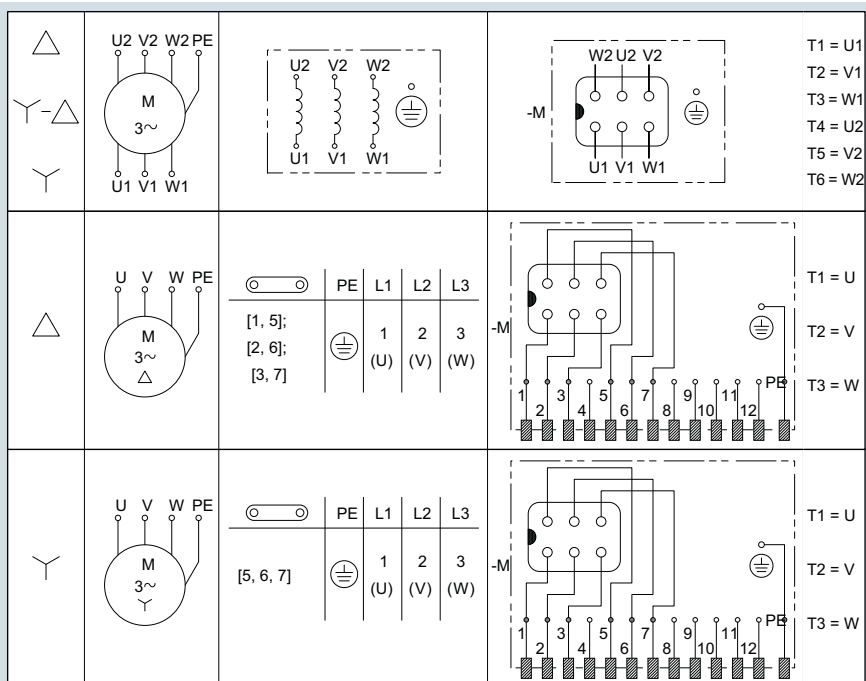 U2 V2 W2 PE
M
3~
U1 V1 W1
U2 V2 W2
U1 V1 W1
-M
W2 U2 V2
U1 V1 W1
T1 = U1
T2 = V1
T3 = W1
T4 = U2
T5 = V2
T6 = W2
U V W PE
M
3~
PE L1 L2 L3
[1, 5];
[2, 6];
[3, 7]
1 2 3
(U) (V) (W)
-M
1 2 3 4 5 6 7 8 9 10 11 12 PE
T1 = U
T2 = V
T3 = W
U V W PE
M
3~
PE L1 L2 L3
[5, 6, 7]
1 2 3
(U) (V) (W)
-M
1 2 3 4 5 6 7 8 9 10 11 12 PE
T1 = U
T2 = V
T3 = W